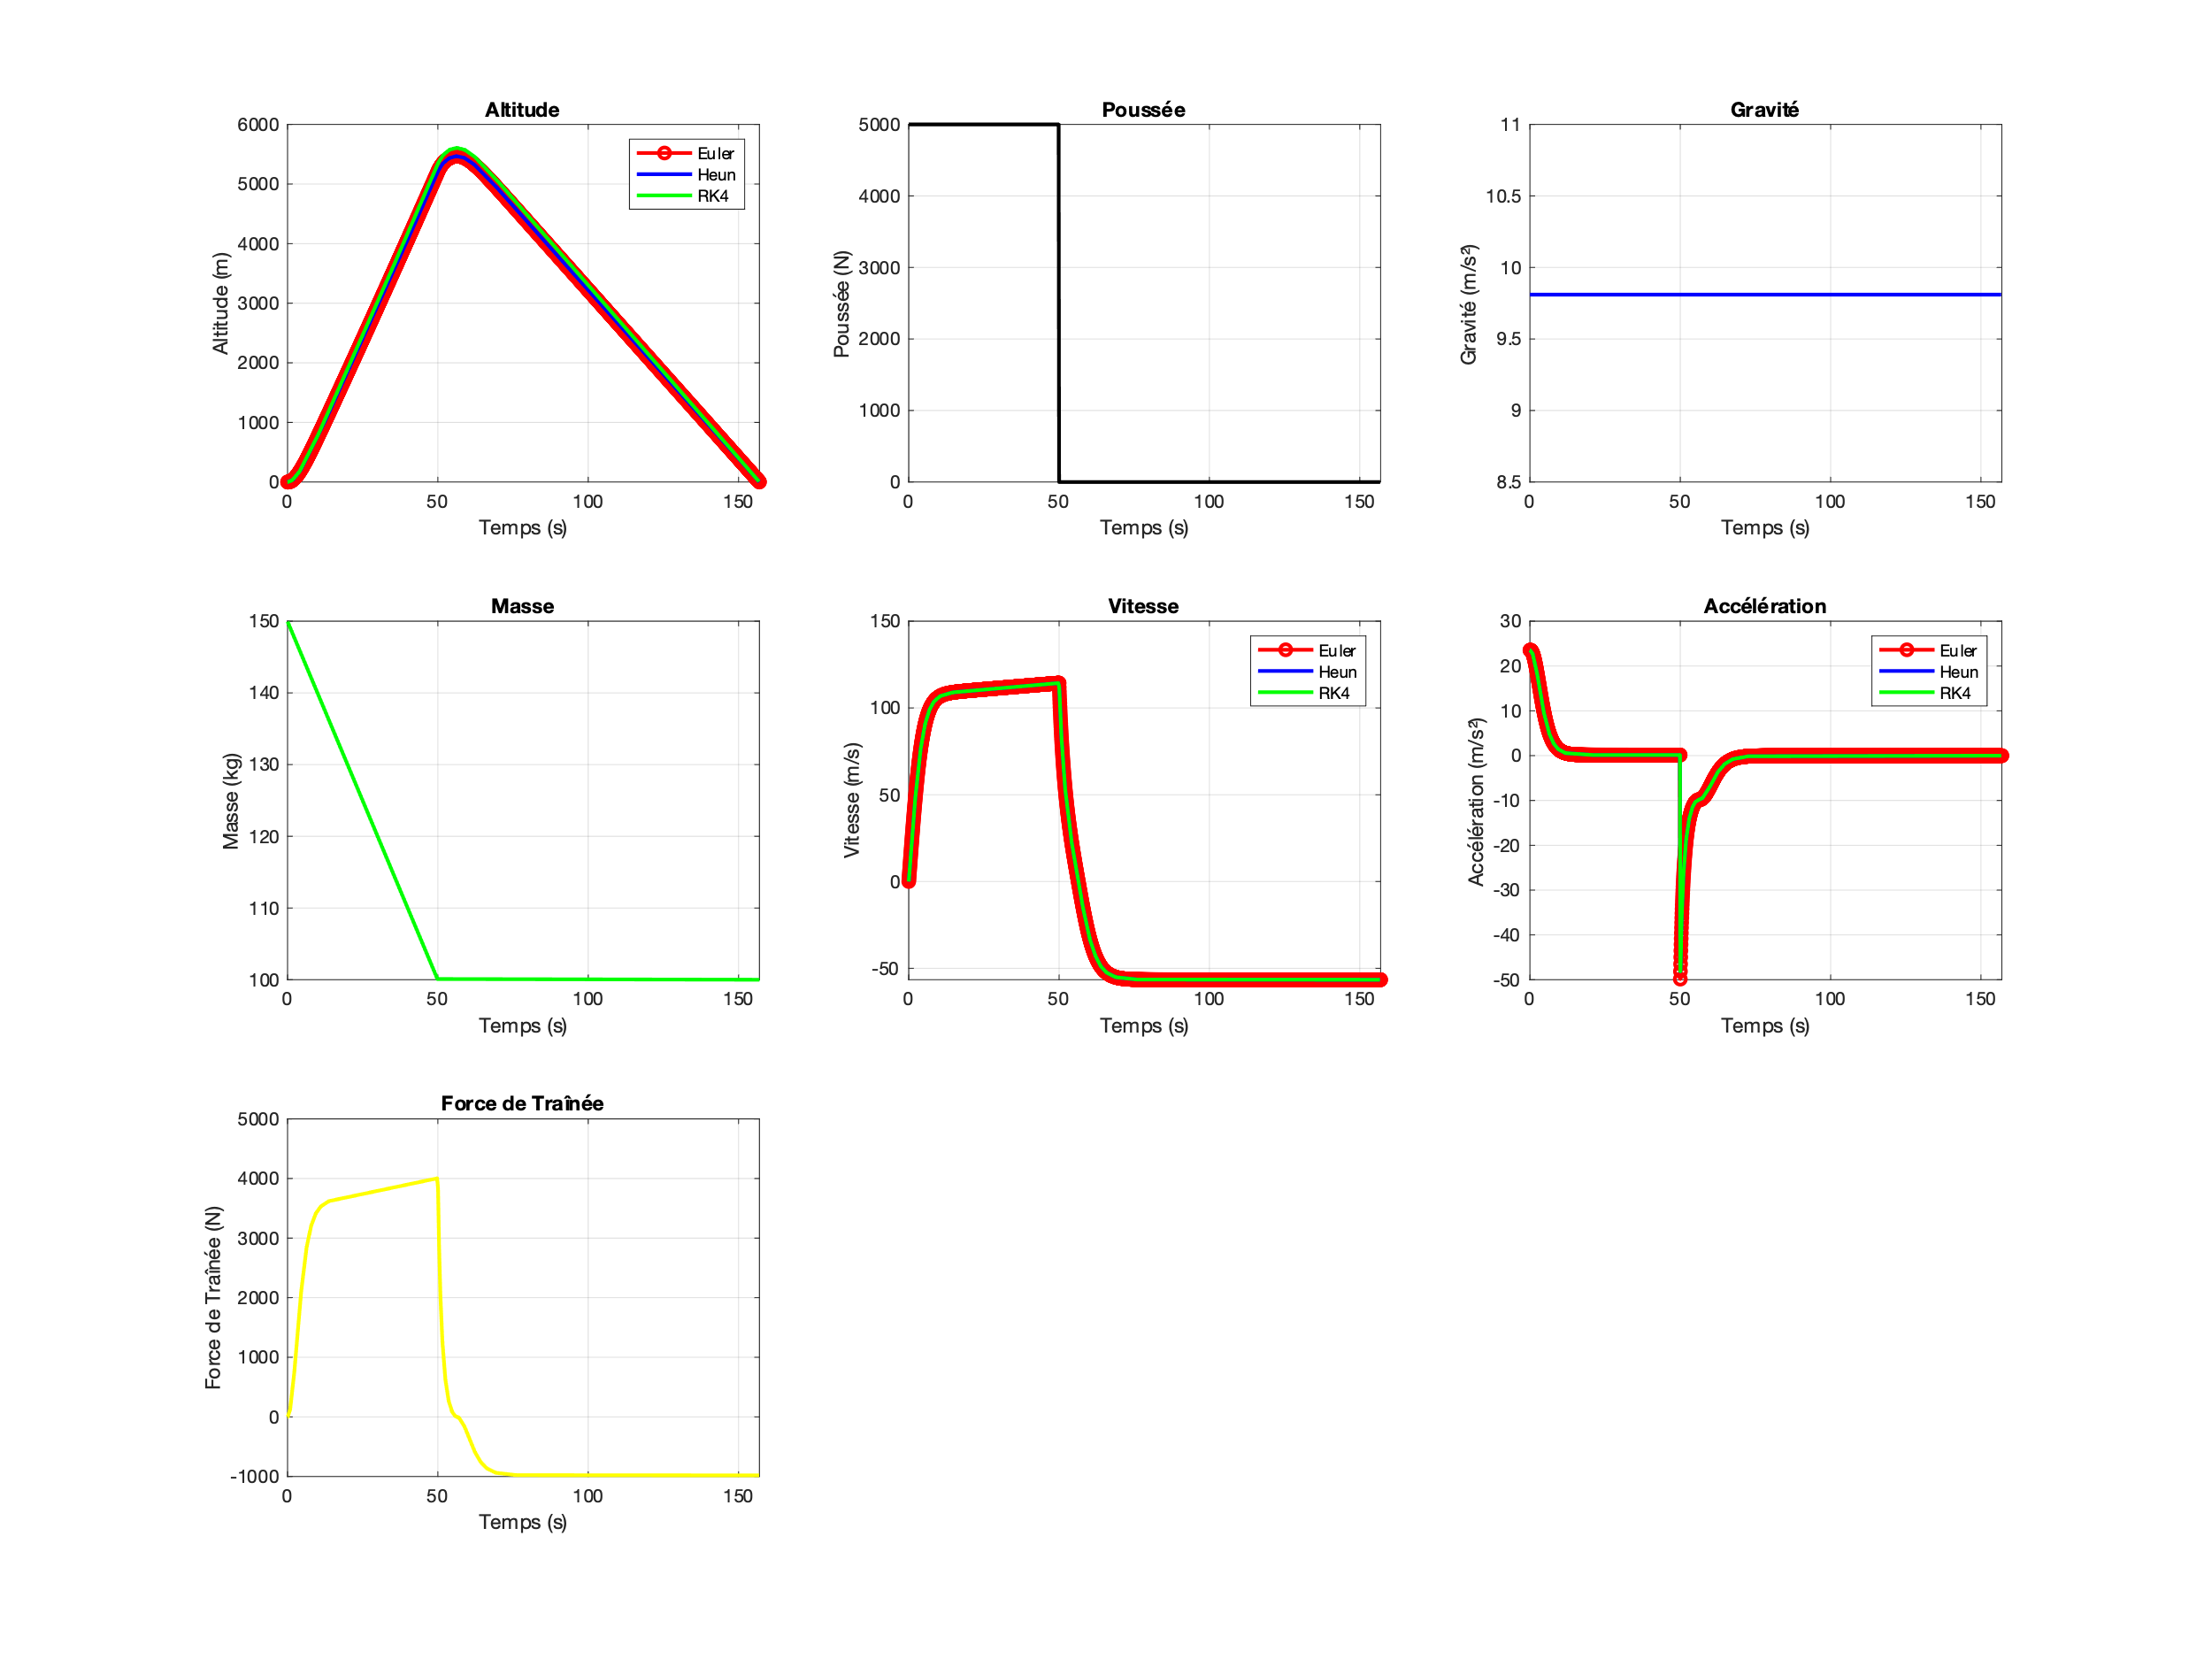 Altitude
6000
5000
4000
3000
2000
1000
0
Altitude (m)
0 50 100 150
Temps (s)
Euler
Heun
RK4
Poussée
5000
4000
3000
2000
1000
0
Poussée (N)
0 50 100 150
Temps (s)
Gravité
11
10.5
10
9.5
9
8.5
Gravité (m/s²)
0 50 100 150
Temps (s)
Masse
150
140
130
120
110
100
Masse (kg)
0 50 100 150
Temps (s)
Vitesse
150
100
50
0
-50
Vitesse (m/s)
0 50 100 150
Temps (s)
Euler
Heun
RK4
Accélération
30
20
10
0
-10
-20
-30
-40
-50
Accélération (m/s²)
0 50 100 150
Temps (s)
Euler
Heun
RK4
Force de Traînée
5000
4000
3000
2000
1000
0
-1000
Force de Traînée (N)
0 50 100 150
Temps (s)